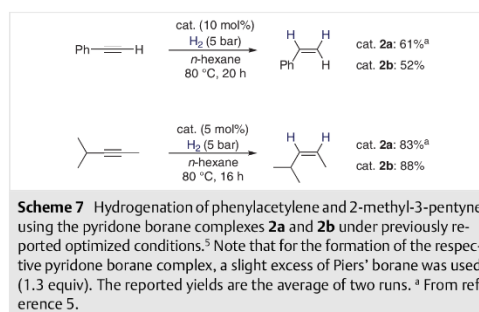 cat. (10 mol%)
H₂ (5 bar)
n-hexane
80 °C, 20 h
Ph
H
H
H
Ph
H
cat. 2a: 61%ᵃ
cat. 2b: 52%
cat. (5 mol%)
H₂ (5 bar)
n-hexane
80 °C, 16 h
H
H
cat. 2a: 83%ᵃ
cat. 2b: 88%
Scheme 7 Hydrogenation of phenylacetylene and 2-methyl-3-pentyne
using the pyridone borane complexes 2a and 2b under previously re-
ported optimized conditions.⁵ Note that for the formation of the respec-
tive pyridone borane complex, a slight excess of Piers’ borane was used
(1.3 equiv). The reported yields are the average of two runs. ᵃ From ref-
erence 5.